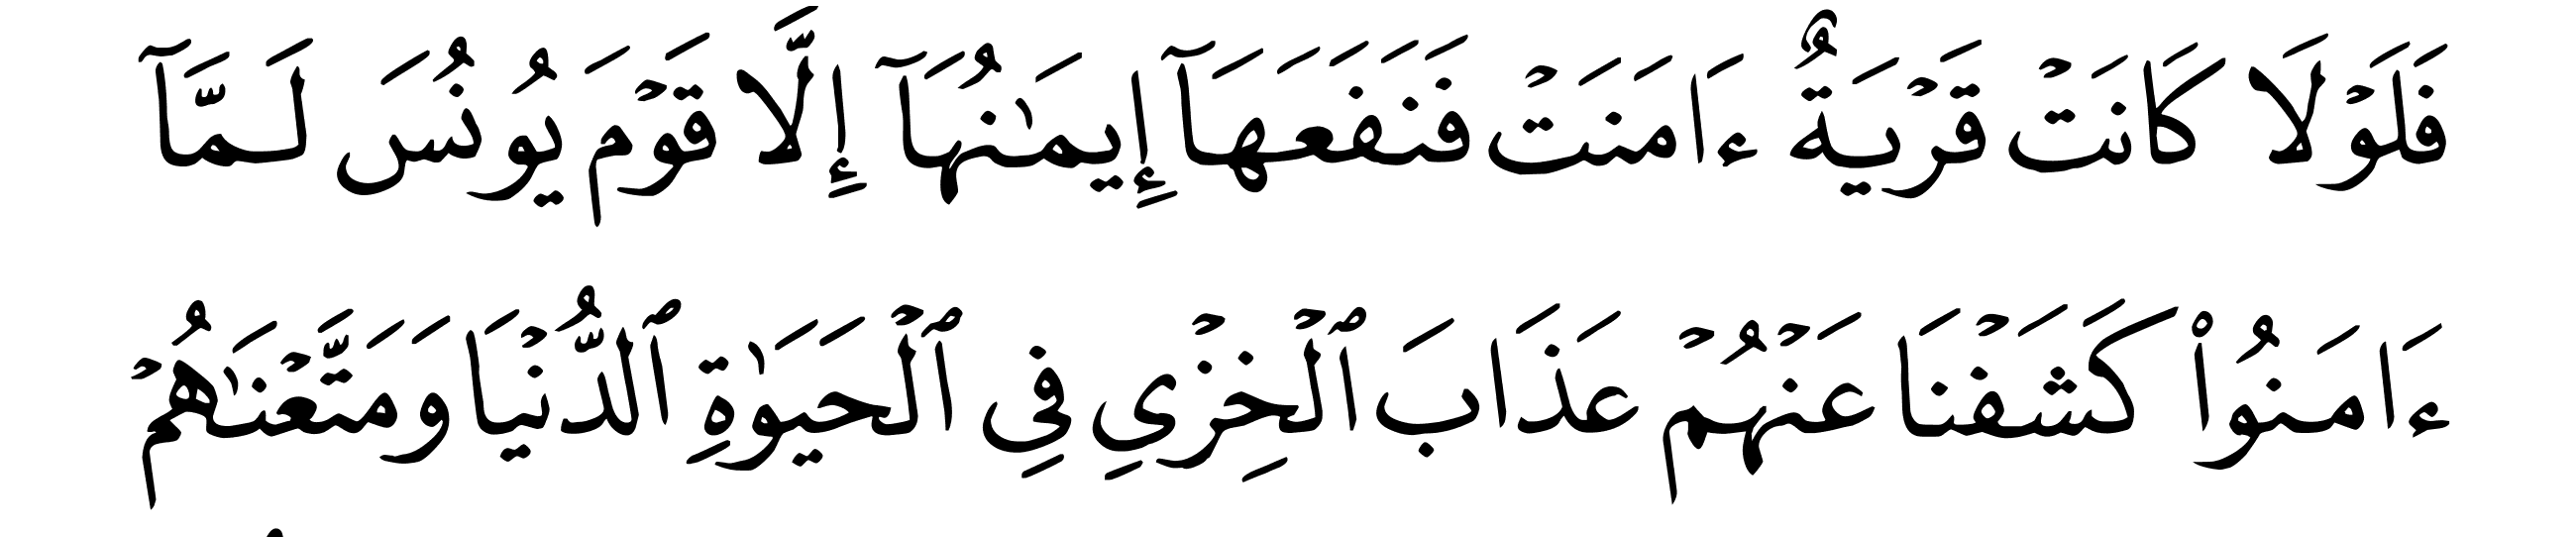 فَلَوۡلَا كَانَتۡ قَرۡيَةٌ ءَامَنَتۡ فَنَفَعَهَآ إِيمَٰنُهَآ إِلَّا قَوۡمَ يُونُسَ لَمَّآ
ءَامَنُواْ كَشَفۡنَا عَنۡهُمۡ عَذَابَ ٱلۡخِزۡيِ فِي ٱلۡحَيَوٰةِ ٱلدُّنۡيَا وَمَتَّعۡنَٰهُمۡ